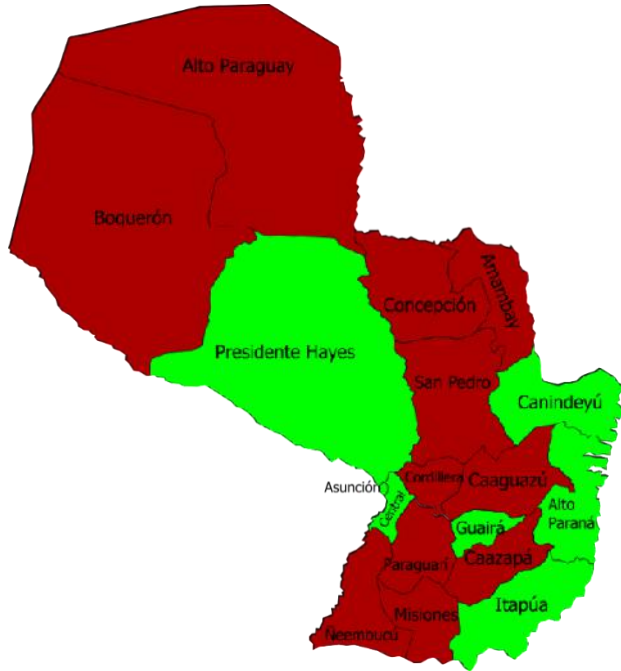 Alto Paraguay
Boquerón
Amambay
Concepción
Presidente Hayes
San Pedro
Canindeyú
Cordillera
Caaguazú
Asunción
Central
Alto
Paraná
Guairá
Caazapá
Paraguarí
Itapúa
Misiones
Ñeembucú